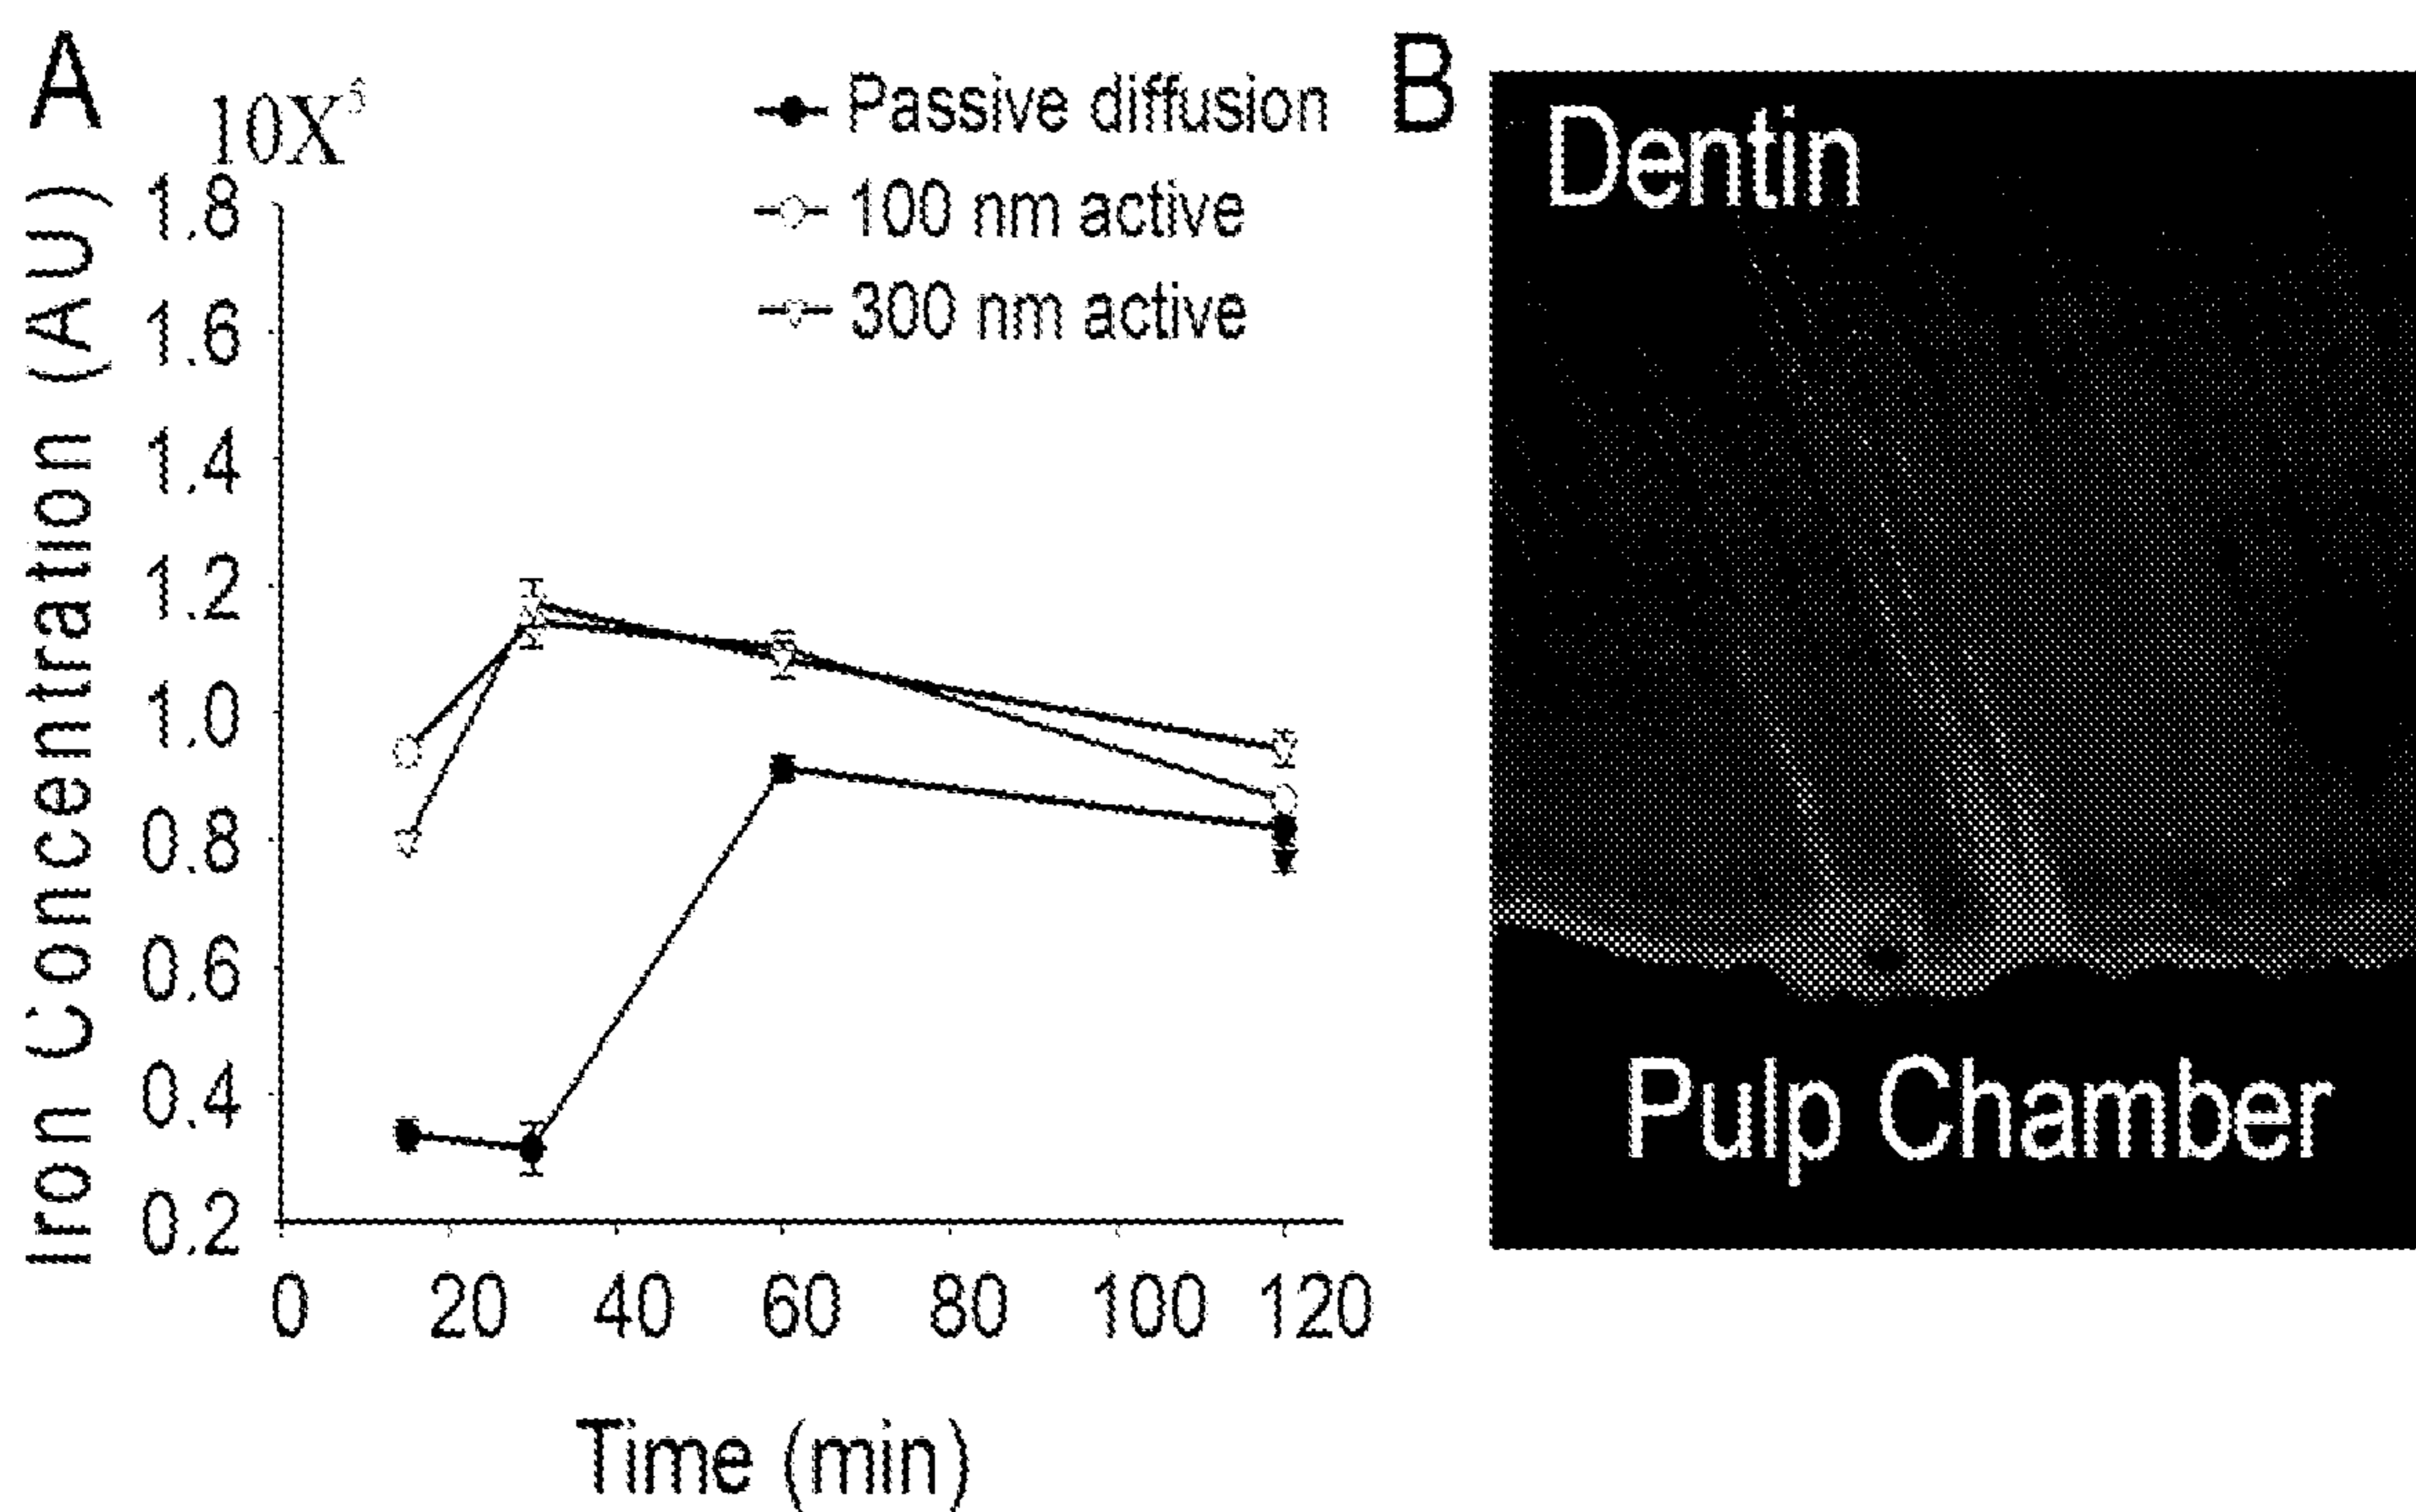 A
10X⁵
Passive diffusion
100 nm active
300 nm active
Iron Concentration (AU)
1.8
1.6
1.4
1.2
1.0
0.8
0.6
0.4
0.2
0 20 40 60 80 100 120
Time (min)
B
Dentin
Pulp Chamber